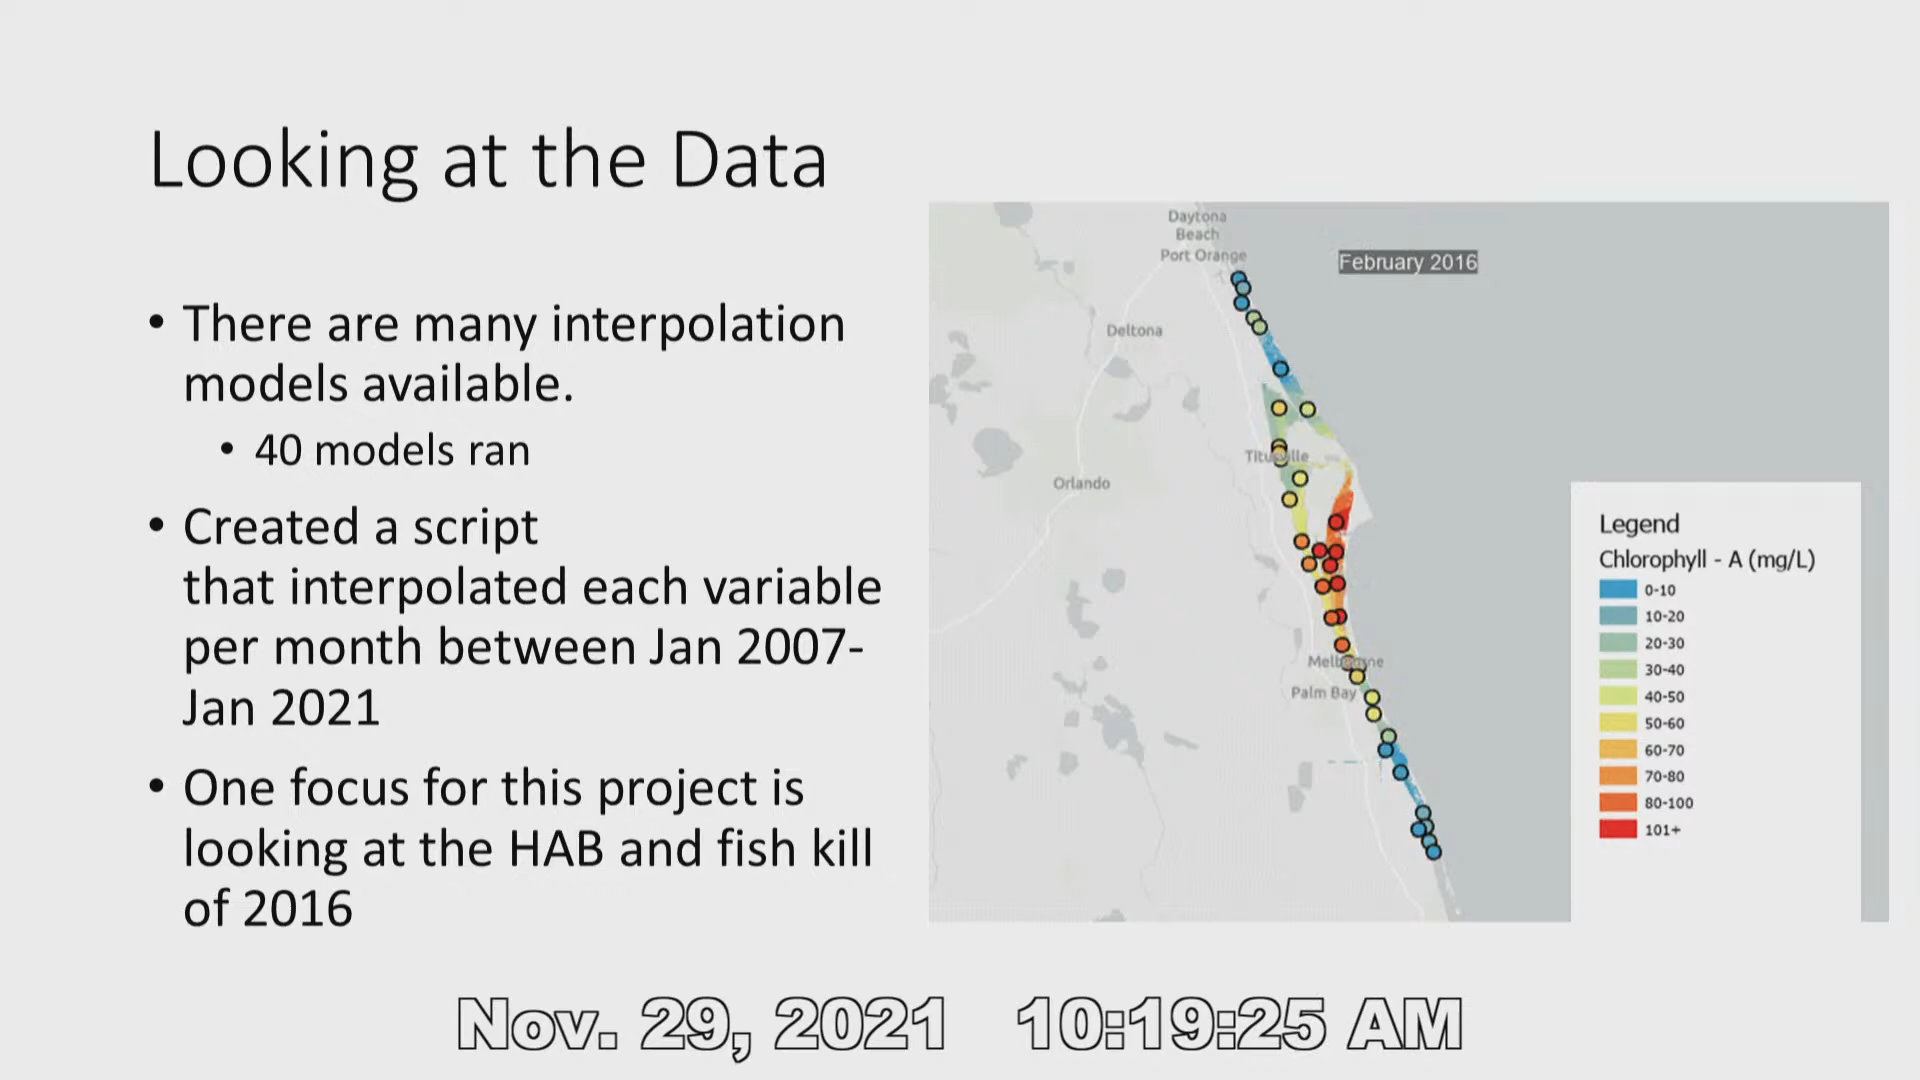 Looking at the Data
• There are many interpolation
models available.
• 40 models ran
• Created a script
that interpolated each variable
per month between Jan 2007-
Jan 2021
• One focus for this project is
looking at the HAB and fish kill
of 2016
Daytona
Beach
Port Orange
February 2016
Deltona
Titusville
Orlando
Melbourne
Palm Bay
Legend
Chlorophyll - A (mg/L)
0-10
10-20
20-30
30-40
40-50
50-60
60-70
70-80
80-100
101+
Nov. 29, 2021 10:19:25 AM